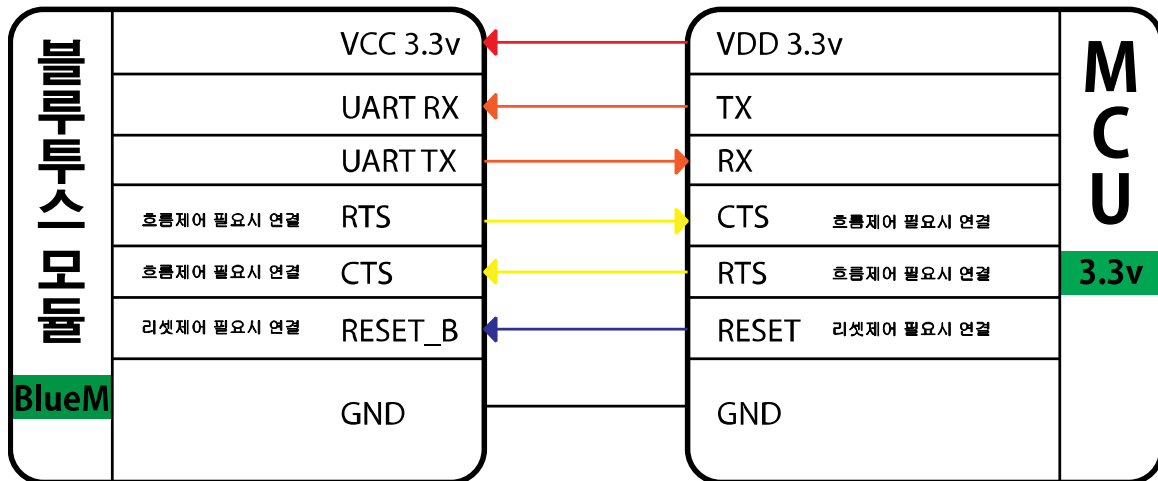 블루투스 모듈
BlueM
VCC 3.3v
UART RX
UART TX
흐름제어 필요시 연결 RTS
흐름제어 필요시 연결 CTS
리셋제어 필요시 연결 RESET_B
GND
VDD 3.3v
TX
RX
CTS 흐름제어 필요시 연결
RTS 흐름제어 필요시 연결
RESET 리셋제어 필요시 연결
GND
MCU
3.3v